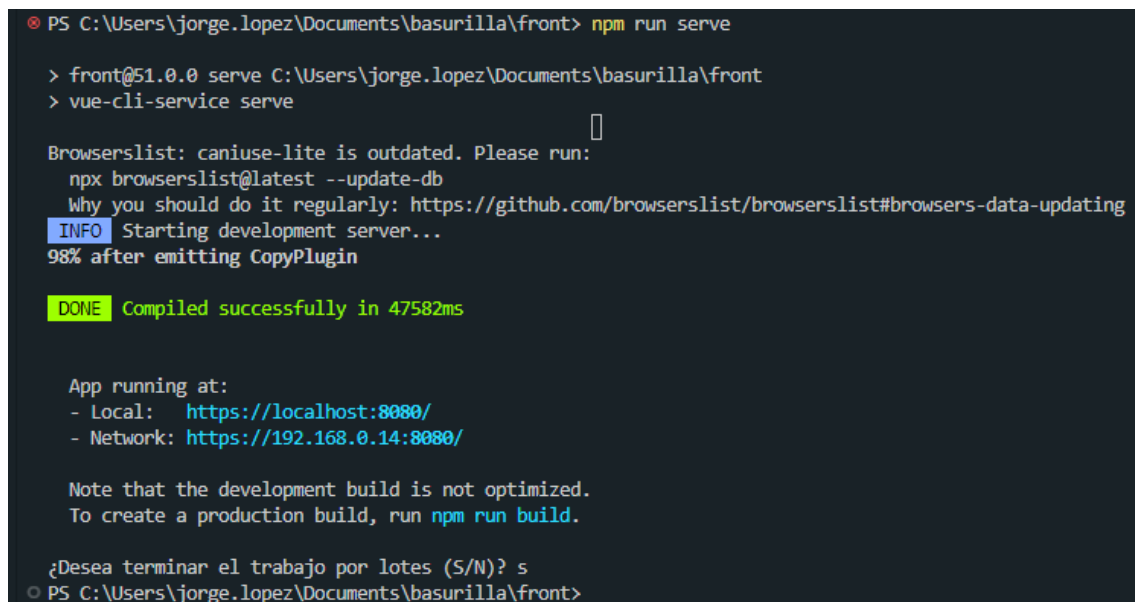 PS C:\Users\jorge.lopez\Documents\basurilla\front> npm run serve
> front@51.0.0 serve C:\Users\jorge.lopez\Documents\basurilla\front
> vue-cli-service serve
Browserslist: caniuse-lite is outdated. Please run:
npx browserslist@latest --update-db
Why you should do it regularly: https://github.com/browserslist/browserslist#browsers-data-updating
INFO Starting development server...
98% after emitting CopyPlugin
DONE Compiled successfully in 47582ms
App running at:
- Local: https://localhost:8080/
- Network: https://192.168.0.14:8080/
Note that the development build is not optimized.
To create a production build, run npm run build.
¿Desea terminar el trabajo por lotes (S/N)? s
PS C:\Users\jorge.lopez\Documents\basurilla\front>